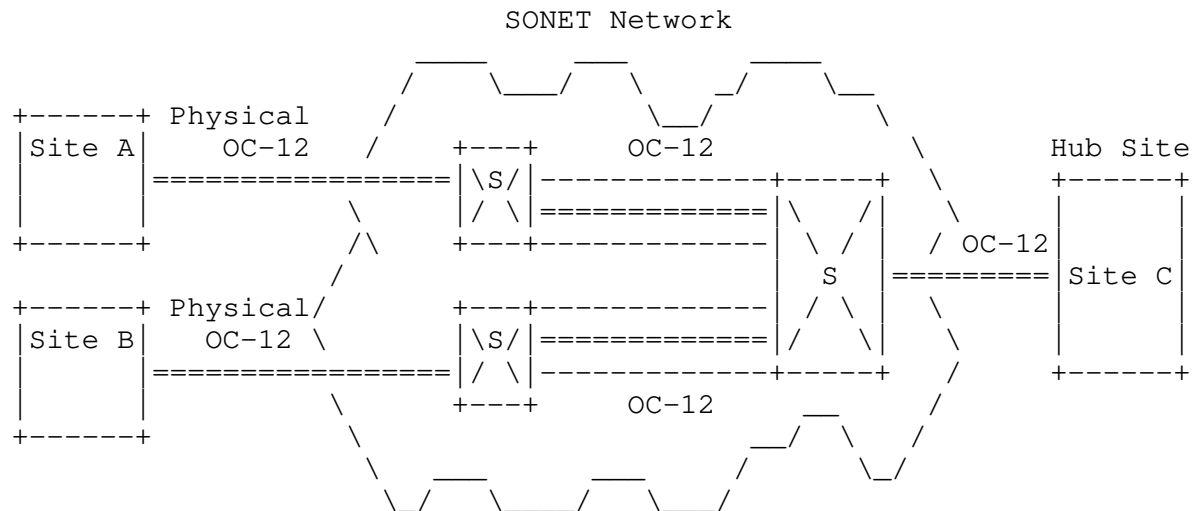 SONET Network
Physical
Site A OC-12 OC-12 Hub Site
S
OC-12
S Site C
Physical
Site B OC-12 S
OC-12